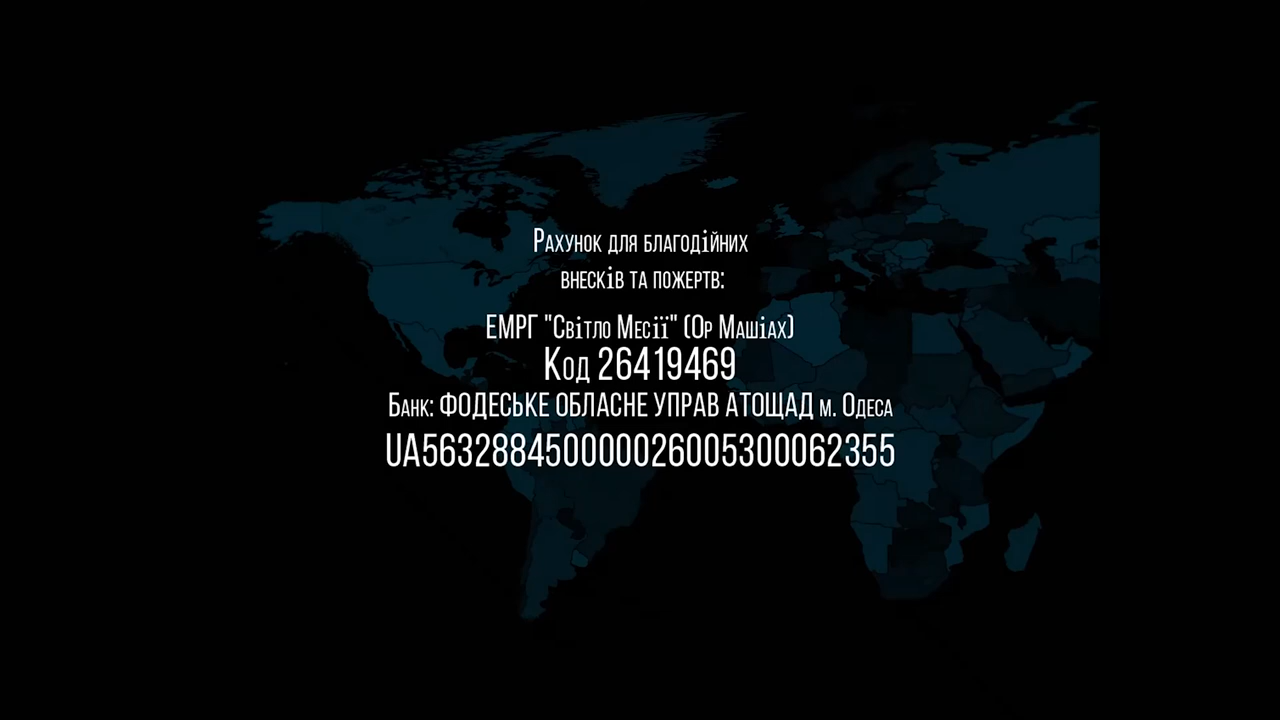 Рахунок для благодійних
внесків та пожертв:
ЕМРГ "Світло Месії" (Ор Машіах)
Код 26419469
Банк: ФОДЕСЬКЕ ОБЛАСНЕ УПРАВ АТОЩАД м. Одеса
UA563288450000026005300062355